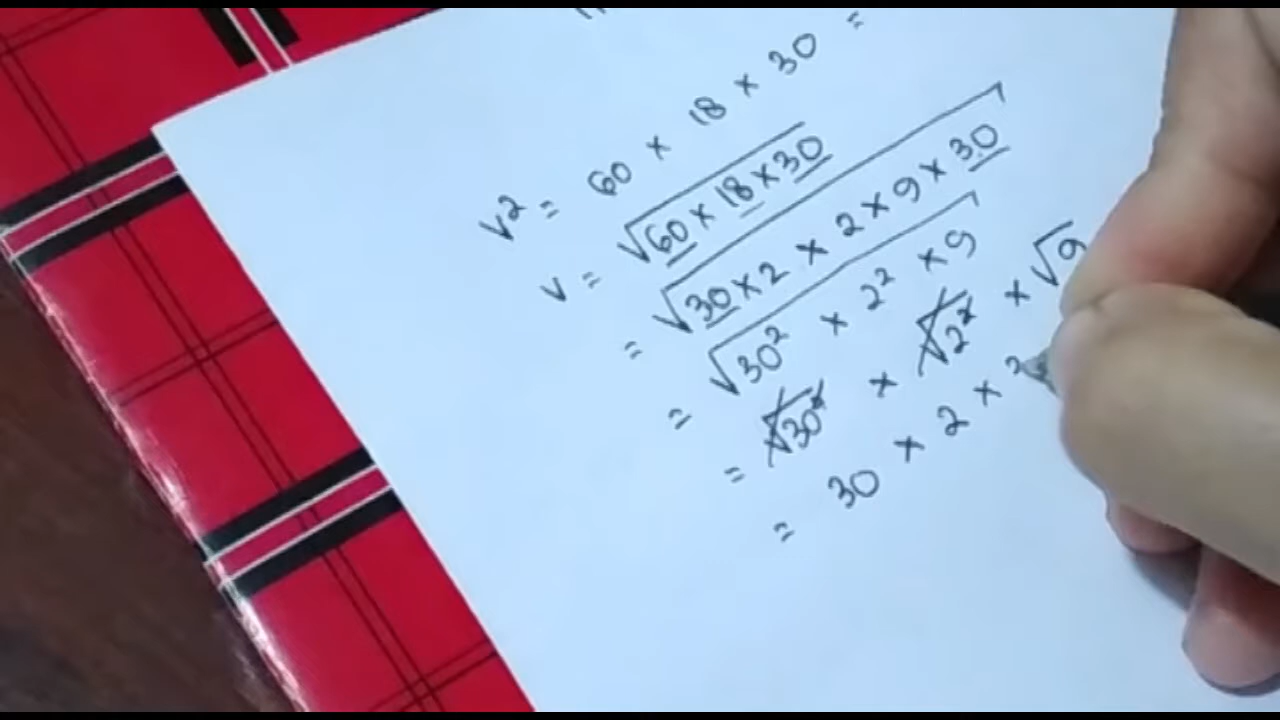 V2 = 60 × 18 × 30 =
V = √60 × 18 × 30
= √30 × 2 × 2 × 9 × 30
= √30² × 2² × 9
= √30² × √2² × √9
= 30 × 2 ×